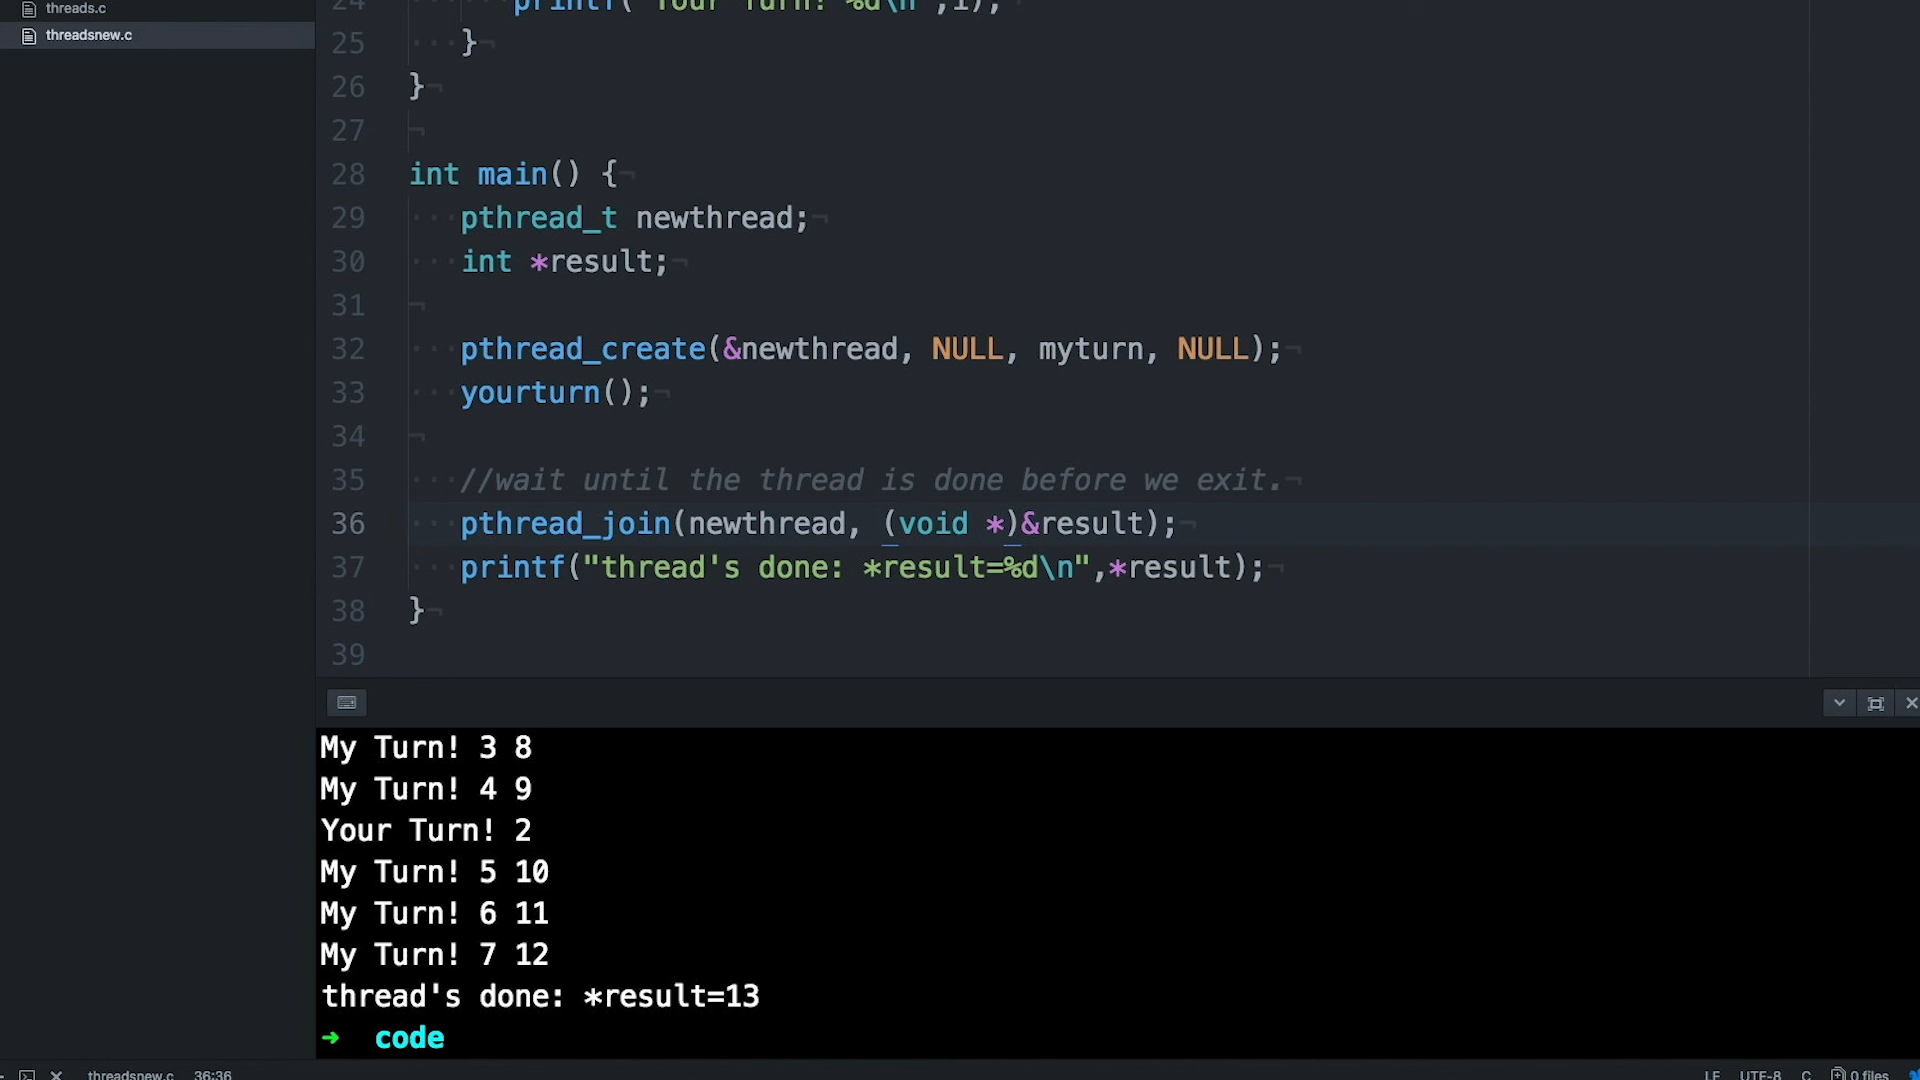 threads.c
threadsnew.c
24 printf("Your Turn! %d\n",i);
25 }
26 }
27
28 int main() {
29 pthread_t newthread;
30 int *result;
31
32 pthread_create(&newthread, NULL, myturn, NULL);
33 yourturn();
34
35 //wait until the thread is done before we exit.
36 pthread_join(newthread, (void *)&result);
37 printf("thread's done: *result=%d\n",*result);
38 }
39
My Turn! 3 8
My Turn! 4 9
Your Turn! 2
My Turn! 5 10
My Turn! 6 11
My Turn! 7 12
thread's done: *result=13
➜ code
threadsnew.c 36:36 LF UTF-8 C 0 files